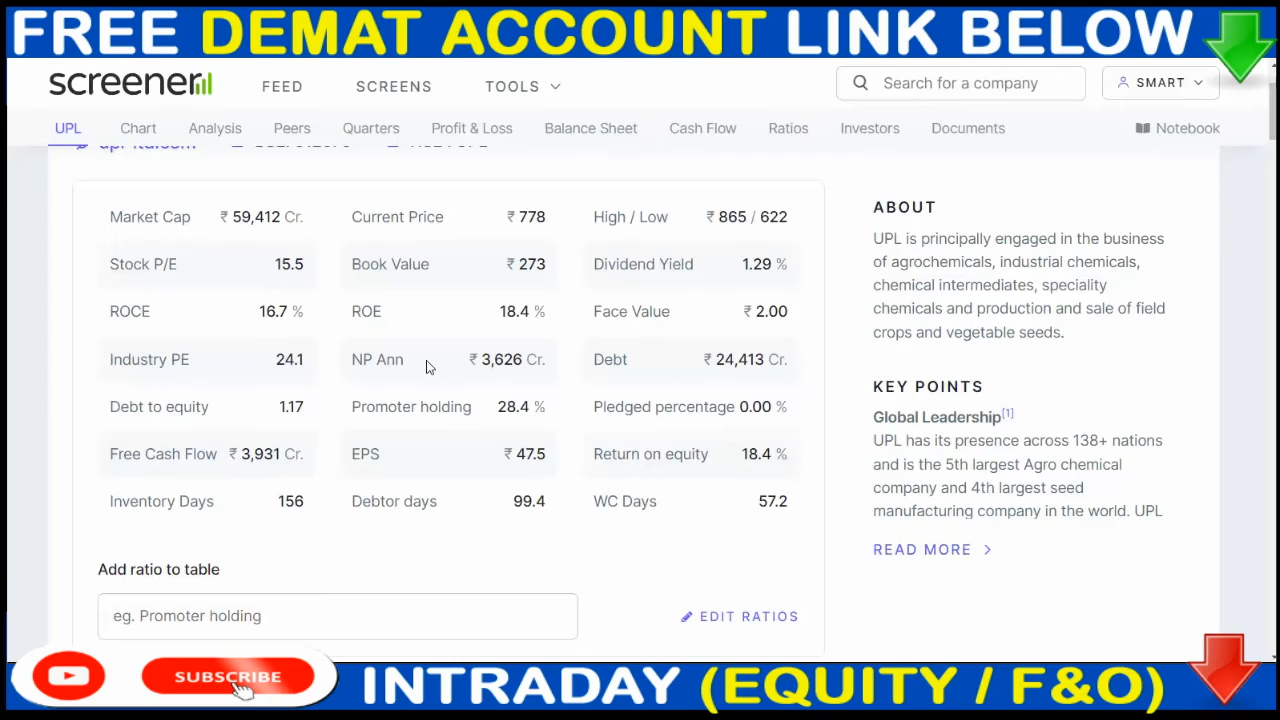 FREE DEMAT ACCOUNT LINK BELOW
screener
FEED
SCREENS
TOOLS
Search for a company
SMART
UPL
Chart
Analysis
Peers
Quarters
Profit & Loss
Balance Sheet
Cash Flow
Ratios
Investors
Documents
Notebook
Market Cap ₹ 59,412 Cr.
Current Price ₹ 778
High / Low ₹ 865 / 622
Stock P/E 15.5
Book Value ₹ 273
Dividend Yield 1.29 %
ROCE 16.7 %
ROE 18.4 %
Face Value ₹ 2.00
Industry PE 24.1
NP Ann ₹ 3,626 Cr.
Debt ₹ 24,413 Cr.
Debt to equity 1.17
Promoter holding 28.4 %
Pledged percentage 0.00 %
Free Cash Flow ₹ 3,931 Cr.
EPS ₹ 47.5
Return on equity 18.4 %
Inventory Days 156
Debtor days 99.4
WC Days 57.2
Add ratio to table
eg. Promoter holding
EDIT RATIOS
ABOUT
UPL is principally engaged in the business
of agrochemicals, industrial chemicals,
chemical intermediates, speciality
chemicals and production and sale of field
crops and vegetable seeds.
KEY POINTS
Global Leadership[1]
UPL has its presence across 138+ nations
and is the 5th largest Agro chemical
company and 4th largest seed
manufacturing company in the world. UPL
READ MORE
SUBSCRIBE
INTRADAY (EQUITY / F&O)